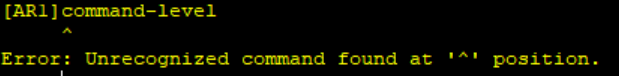 [AR1]command-level
^
Error: Unrecognized command found at '^' position.